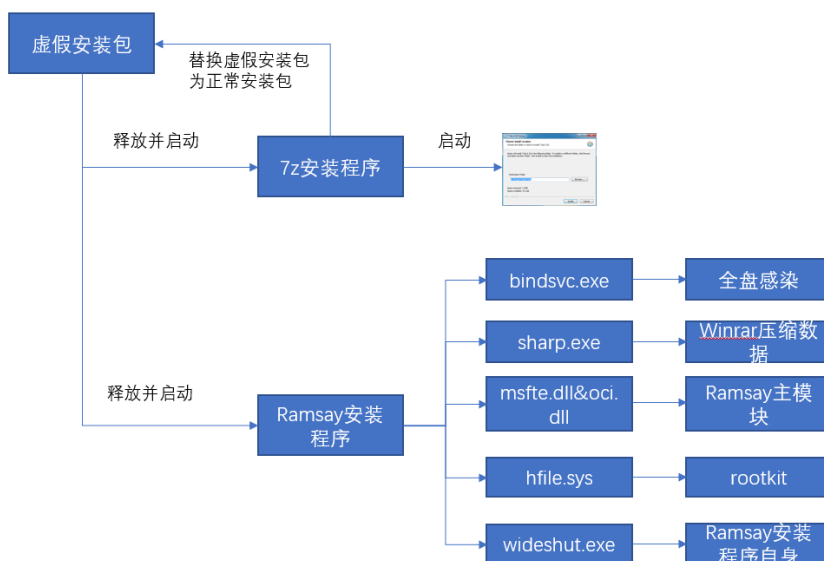 虚假安装包
替换虚假安装包
为正常安装包
释放并启动
启动
7z安装程序
bindsvc.exe
全盘感染
sharp.exe
Winrar压缩数
据
释放并启动
Ramsay安装
程序
msfte.dll&oci.
dll
Ramsay主模
块
hfile.sys
rootkit
wideshut.exe
Ramsay安装
程序自身